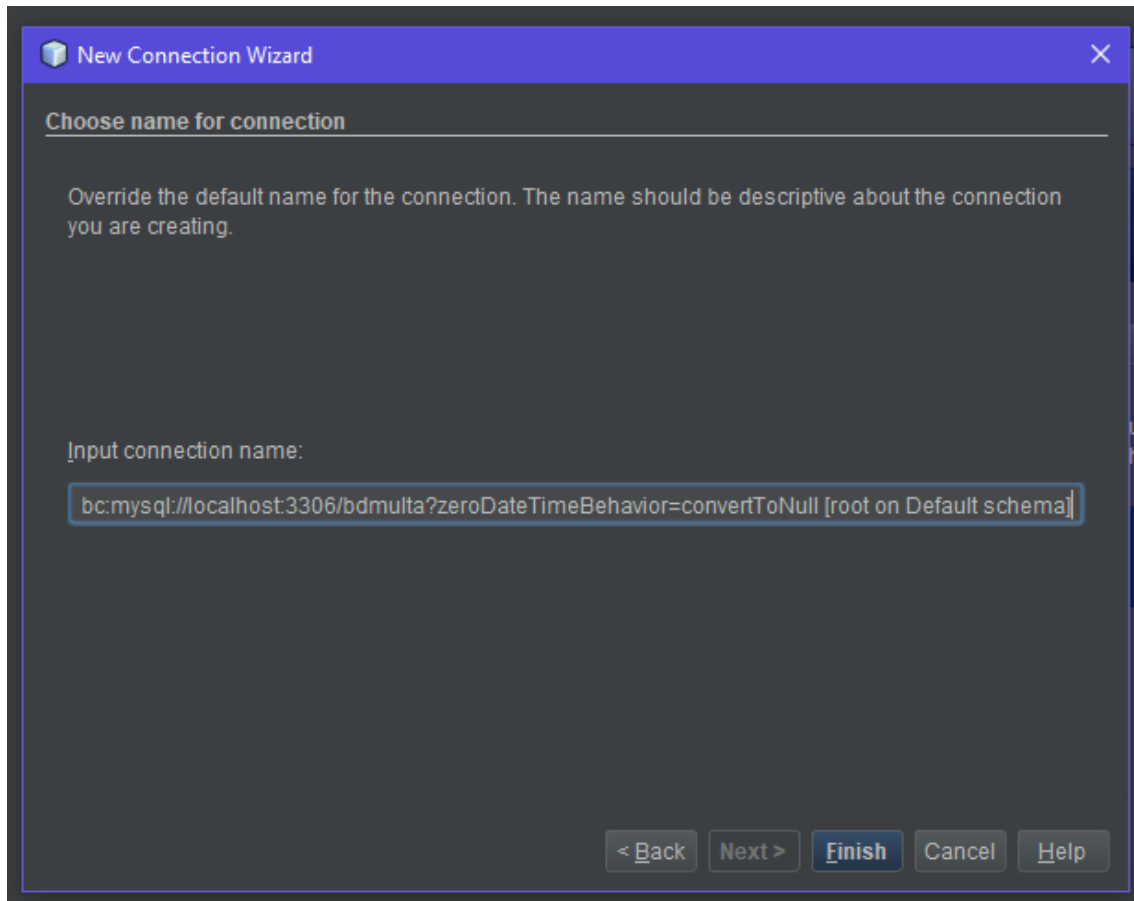 New Connection Wizard
Choose name for connection
Override the default name for the connection. The name should be descriptive about the connection
you are creating.
Input connection name:
bc:mysql://localhost:3306/bdmulta?zeroDateTimeBehavior=convertToNull [root on Default schema]
< Back Next > Finish Cancel Help